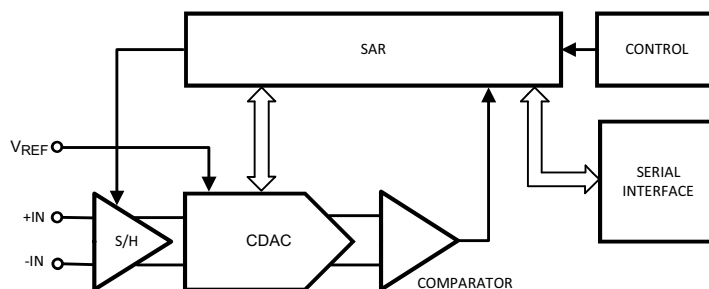 SAR
CONTROL
VREF
SERIAL
INTERFACE
+IN
S/H
CDAC
-IN
COMPARATOR